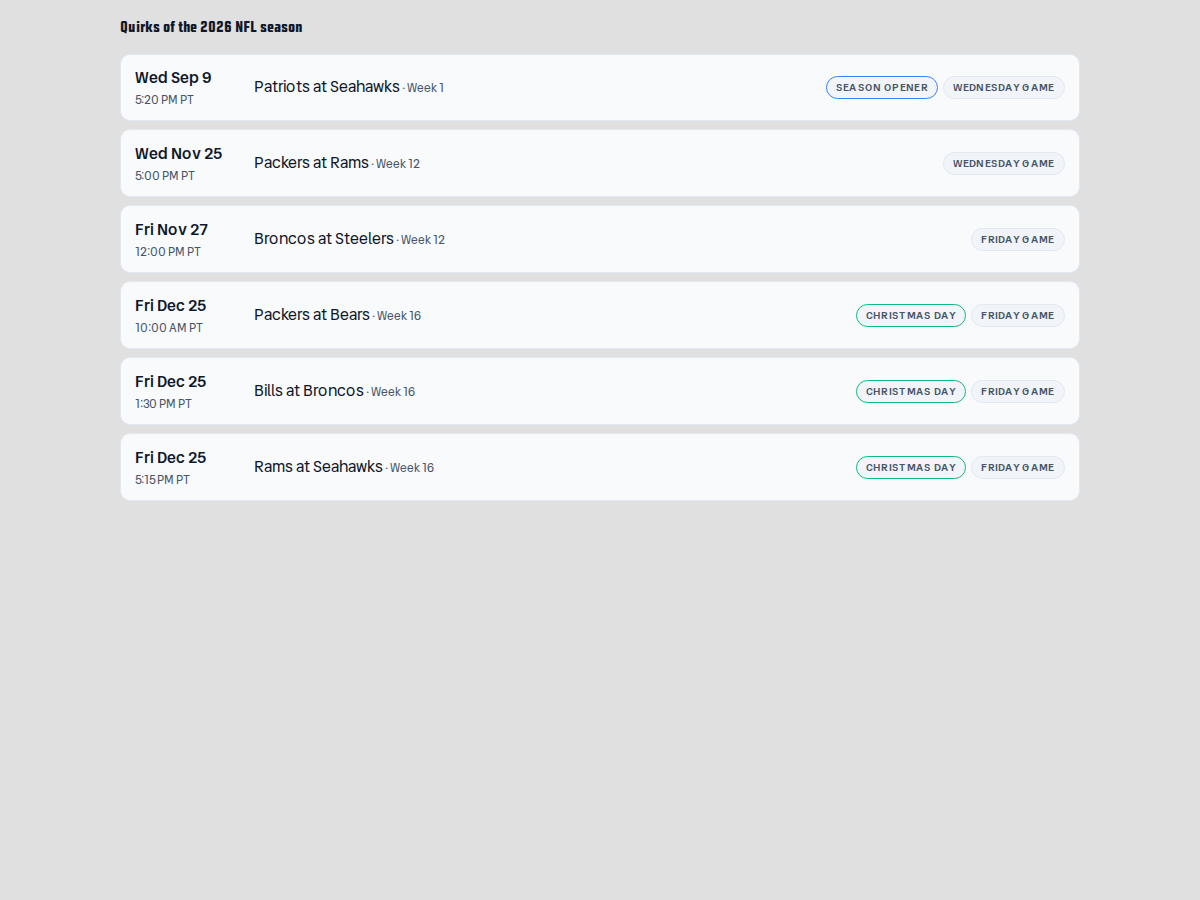 Quirks of the 2026 NFL season
Wed Sep 9
5:20 PM PT
Patriots at Seahawks · Week 1
SEASON OPENER
WEDNESDAY GAME
Wed Nov 25
5:00 PM PT
Packers at Rams · Week 12
WEDNESDAY GAME
Fri Nov 27
12:00 PM PT
Broncos at Steelers · Week 12
FRIDAY GAME
Fri Dec 25
10:00 AM PT
Packers at Bears · Week 16
CHRISTMAS DAY
FRIDAY GAME
Fri Dec 25
1:30 PM PT
Bills at Broncos · Week 16
CHRISTMAS DAY
FRIDAY GAME
Fri Dec 25
5:15 PM PT
Rams at Seahawks · Week 16
CHRISTMAS DAY
FRIDAY GAME